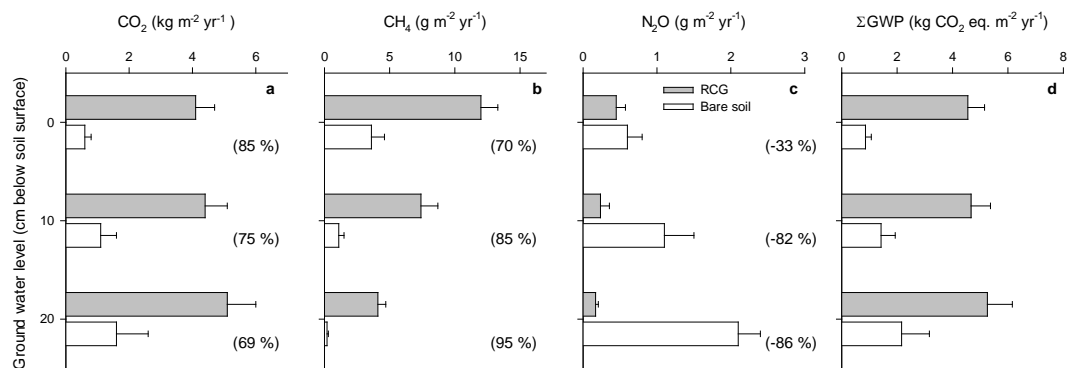 CO₂ (kg m⁻² yr⁻¹)
CH₄ (g m⁻² yr⁻¹)
N₂O (g m⁻² yr⁻¹)
ΣGWP (kg CO₂ eq. m⁻² yr⁻¹)
0 2 4 6
0 5 10 15
0 1 2 3
0 2 4 6 8
a
b
c
d
RCG
Bare soil
Ground water level (cm below soil surface)
0
10
20
(85 %)
(70 %)
(-33 %)
(75 %)
(85 %)
(-82 %)
(69 %)
(95 %)
(-86 %)